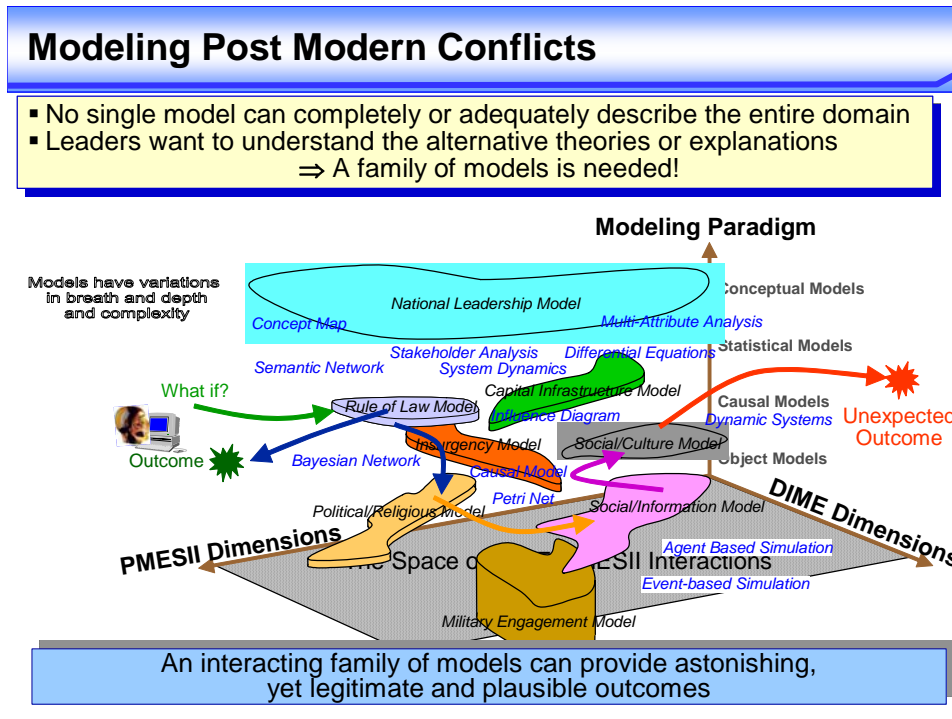 Modeling Post Modern Conflicts
▪ No single model can completely or adequately describe the entire domain
▪ Leaders want to understand the alternative theories or explanations
⇒ A family of models is needed!
Modeling Paradigm
Models have variations
in breath and depth
and complexity
Conceptual Models
National Leadership Model
Concept Map
Multi-Attribute Analysis
Statistical Models
Stakeholder Analysis
Differential Equations
Semantic Network
System Dynamics
What if?
Capital Infrastructure Model
Causal Models
Rule of Law Model
Influence Diagram
Dynamic Systems
Unexpected
Outcome
Insurgency Model
Social/Culture Model
Outcome
Bayesian Network
Causal Model
Object Models
Petri Net
Political/Religious Model
Social/Information Model
DIME Dimensions
PMESII Dimensions
Agent Based Simulation
The Space o ESII Interactions
Event-based Simulation
Military Engagement Model
An interacting family of models can provide astonishing,
yet legitimate and plausible outcomes